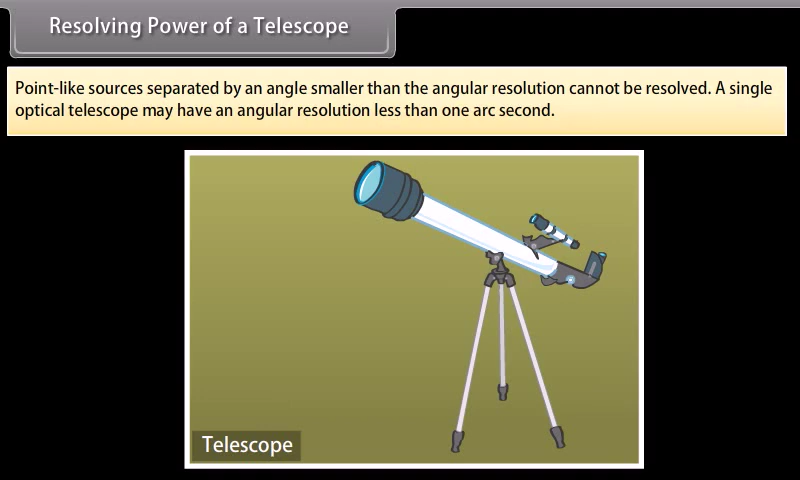 Resolving Power of a Telescope
Point-like sources separated by an angle smaller than the angular resolution cannot be resolved. A single
optical telescope may have an angular resolution less than one arc second.
Telescope